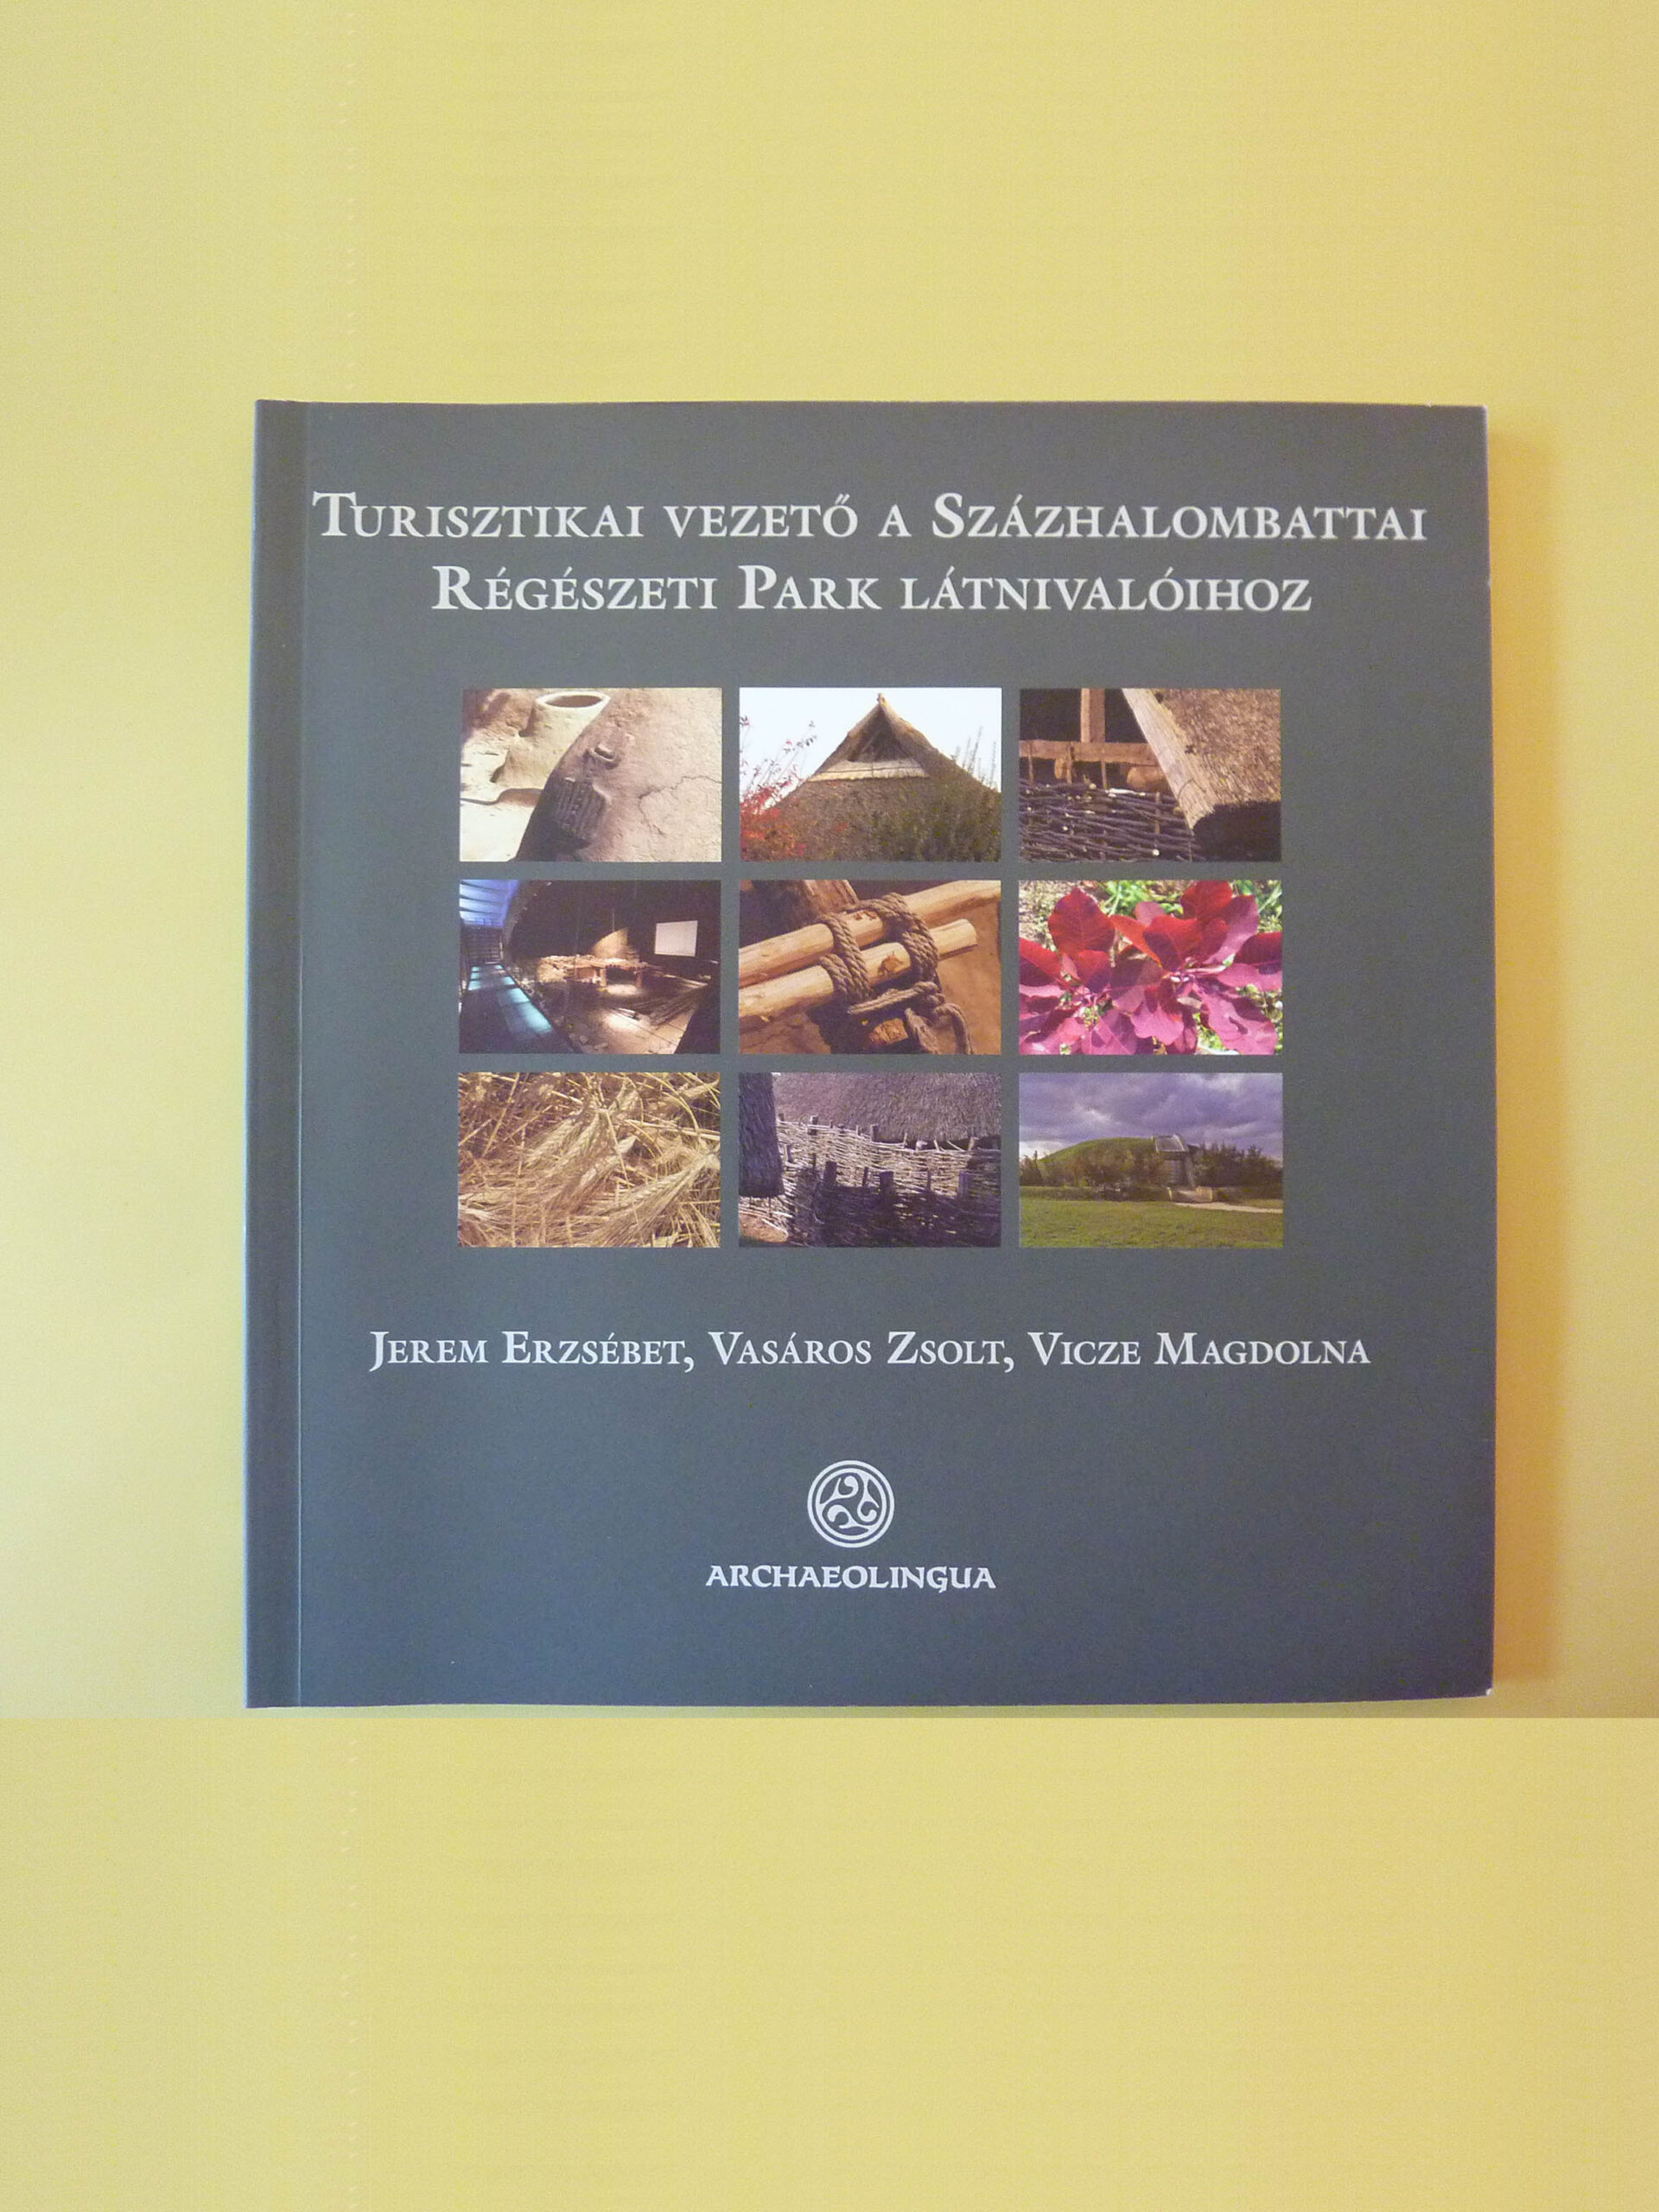 Turisztikai vezető a Százhalombattai
Régészeti Park látnivalóihoz
Jerem Erzsébet, Vasáros Zsolt, Vicze Magdolna
ARCHAEOLINGUA